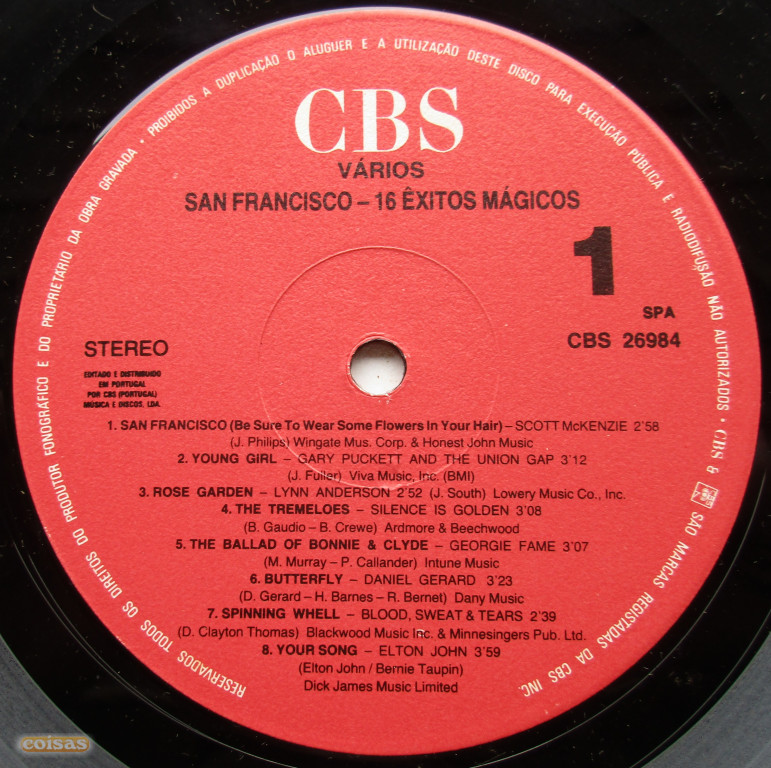 RESERVADOS TODOS OS DIREITOS DO PRODUTOR FONOGRÁFICO E DO PROPRIETÁRIO DA OBRA GRAVADA • PROIBIDOS A DUPLICAÇÃO O ALUGUER E A UTILIZAÇÃO DESTE DISCO PARA EXECUÇÃO PÚBLICA E RADIODIFUSÃO NÃO AUTORIZADOS • CBS & SÃO MARCAS REGISTADAS DA CBS INC.
CBS
VÁRIOS
SAN FRANCISCO – 16 ÊXITOS MÁGICOS
1
SPA
CBS 26984
STEREO
EDITADO E DISTRIBUIDO
EM PORTUGAL
POR CBS (PORTUGAL)
MÚSICA E DISCOS, LDA.
1. SAN FRANCISCO (Be Sure To Wear Some Flowers In Your Hair) – SCOTT McKENZIE 2'58
(J. Philips) Wingate Mus. Corp. & Honest John Music
2. YOUNG GIRL – GARY PUCKETT AND THE UNION GAP 3'12
(J. Fuller) Viva Music, Inc. (BMI)
3. ROSE GARDEN – LYNN ANDERSON 2'52 (J. South) Lowery Music Co., Inc.
4. THE TREMELOES – SILENCE IS GOLDEN 3'08
(B. Gaudio – B. Crewe) Ardmore & Beechwood
5. THE BALLAD OF BONNIE & CLYDE – GEORGIE FAME 3'07
(M. Murray – P. Callander) Intune Music
6. BUTTERFLY – DANIEL GERARD 3'23
(D. Gerard – H. Barnes – R. Bernet) Dany Music
7. SPINNING WHELL – BLOOD, SWEAT & TEARS 2'39
(D. Clayton Thomas) Blackwood Music Inc. & Minnesingers Pub. Ltd.
8. YOUR SONG – ELTON JOHN 3'59
(Elton John / Bernie Taupin)
Dick James Music Limited
coisas